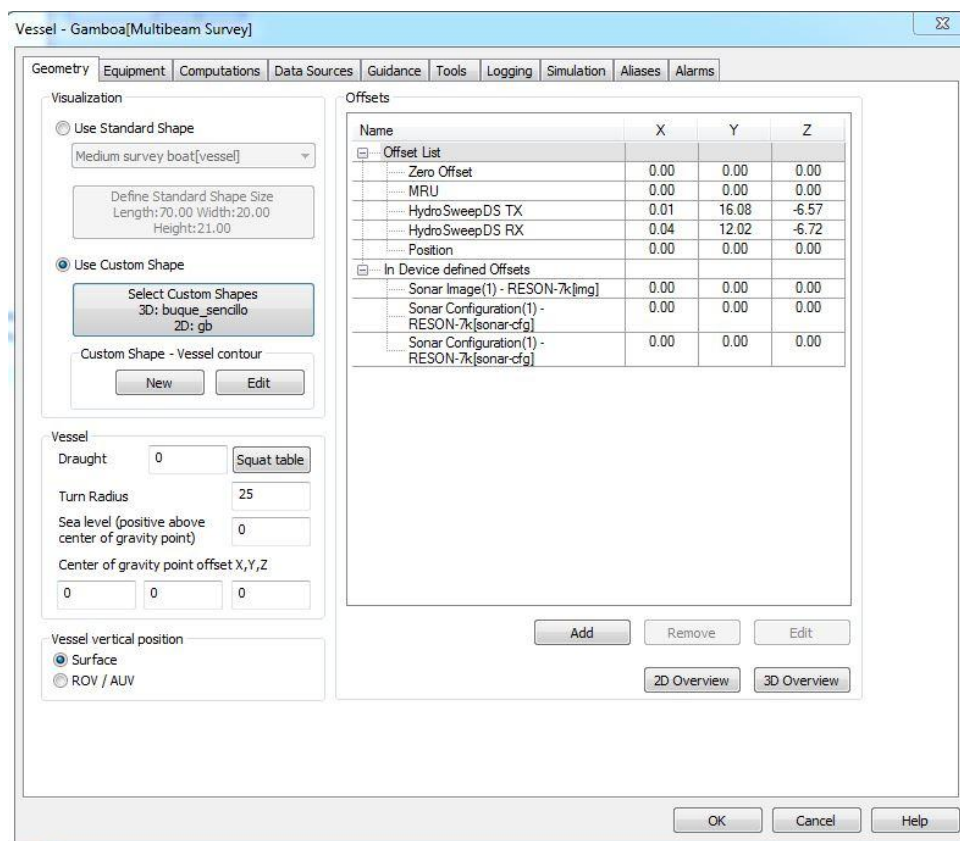 Vessel - Gamboa[Multibeam Survey]
Geometry Equipment Computations Data Sources Guidance Tools Logging Simulation Aliases Alarms
Visualization
Use Standard Shape
Medium survey boat[vessel]
Define Standard Shape Size
Length:70.00 Width:20.00
Height:21.00
Use Custom Shape
Select Custom Shapes
3D: buque_sencillo
2D: gb
Custom Shape - Vessel contour
New Edit
Vessel
Draught 0 Squat table
Turn Radius 25
Sea level (positive above
center of gravity point) 0
Center of gravity point offset X,Y,Z
0 0 0
Vessel vertical position
Surface
ROV / AUV
Offsets
Name X Y Z
Offset List
Zero Offset 0.00 0.00 0.00
MRU 0.00 0.00 0.00
HydroSweepDS TX 0.01 16.08 -6.57
HydroSweepDS RX 0.04 12.02 -6.72
Position 0.00 0.00 0.00
In Device defined Offsets
Sonar Image(1) - RESON-7k[img] 0.00 0.00 0.00
Sonar Configuration(1) - 0.00 0.00 0.00
RESON-7k[sonar-cfg]
Sonar Configuration(1) - 0.00 0.00 0.00
RESON-7k[sonar-cfg]
Add Remove Edit
2D Overview 3D Overview
OK Cancel Help